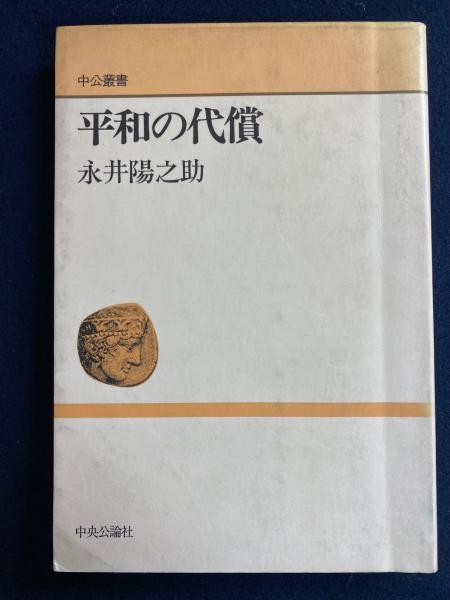 中公叢書
平和の代償
永井陽之助
中央公論社